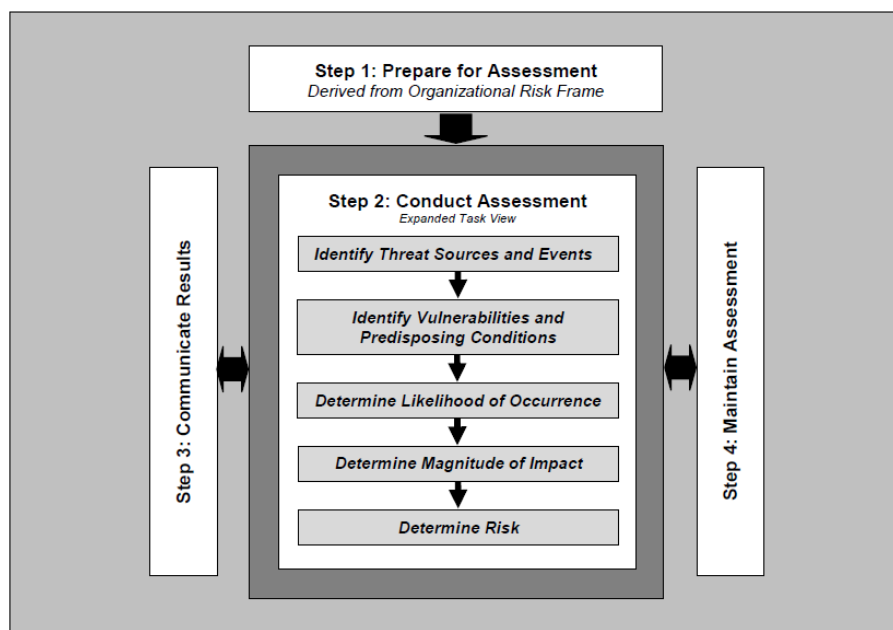 Step 1: Prepare for Assessment
Derived from Organizational Risk Frame
Step 2: Conduct Assessment
Expanded Task View
Identify Threat Sources and Events
Identify Vulnerabilities and
Predisposing Conditions
Determine Likelihood of Occurrence
Determine Magnitude of Impact
Determine Risk
Step 3: Communicate Results
Step 4: Maintain Assessment